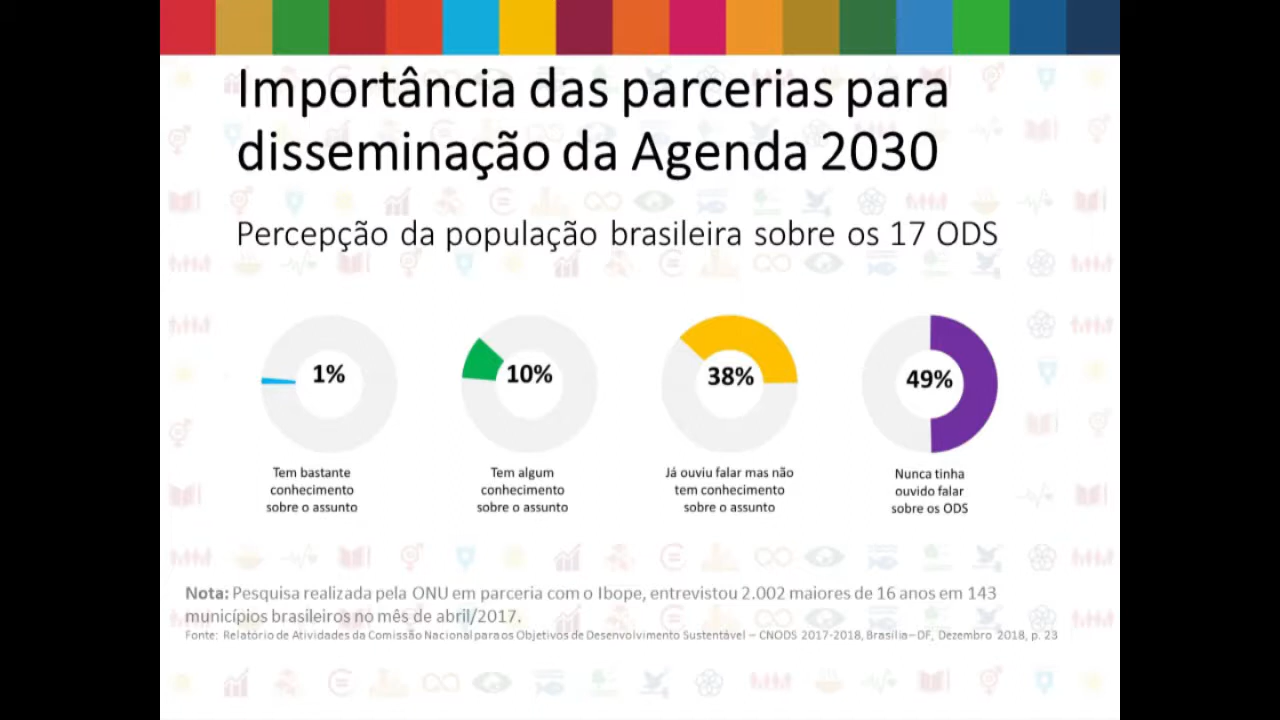 Importância das parcerias para
disseminação da Agenda 2030
Percepção da população brasileira sobre os 17 ODS
1%
10%
38%
49%
Tem bastante
conhecimento
sobre o assunto
Tem algum
conhecimento
sobre o assunto
Já ouviu falar mas não
tem conhecimento
sobre o assunto
Nunca tinha
ouvido falar
sobre os ODS
Nota: Pesquisa realizada pela ONU em parceria com o Ibope, entrevistou 2.002 maiores de 16 anos em 143
municípios brasileiros no mês de abril/2017.
Fonte: Relatório de Atividades da Comissão Nacional para os Objetivos de Desenvolvimento Sustentável – CNODS 2017-2018, Brasília – DF, Dezembro 2018, p. 23